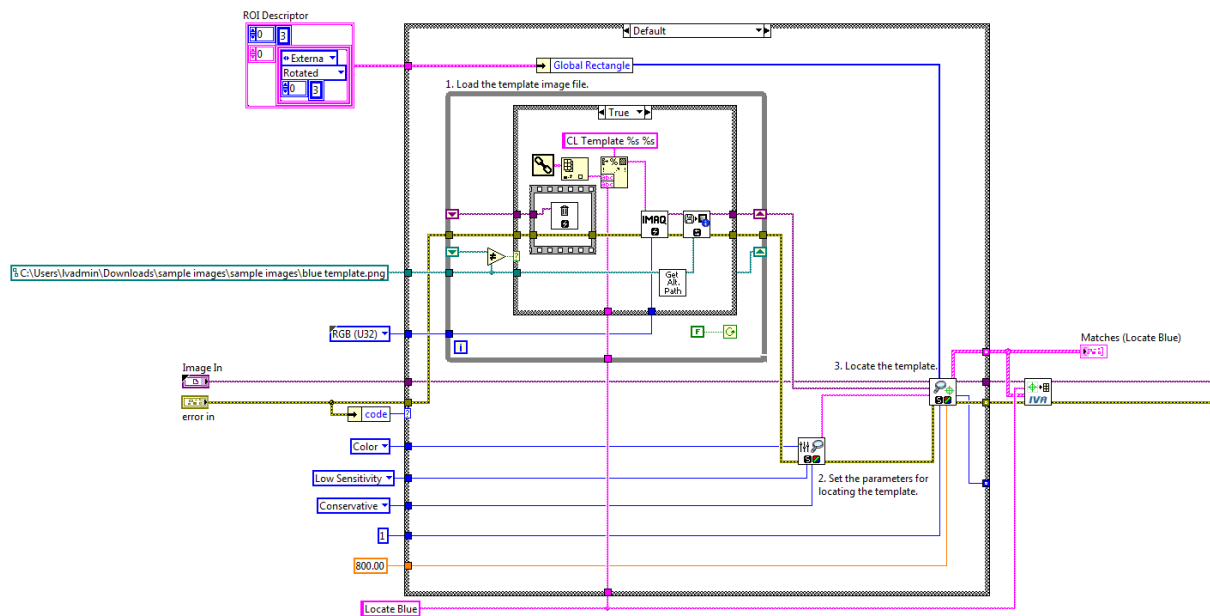 ROI Descriptor
0
3
0
Externa
Rotated
0
3
Default
Global Rectangle
1. Load the template image file.
True
CL Template %s %s
IMAQ
C:\Users\lvadmin\Downloads\sample images\sample images\blue template.png
Get
Alt.
Path
RGB (U32)
i
F
Image In
error in
code
Color
Low Sensitivity
Conservative
1
800.00
Locate Blue
2. Set the parameters for
locating the template.
3. Locate the template.
Matches (Locate Blue)
IVA